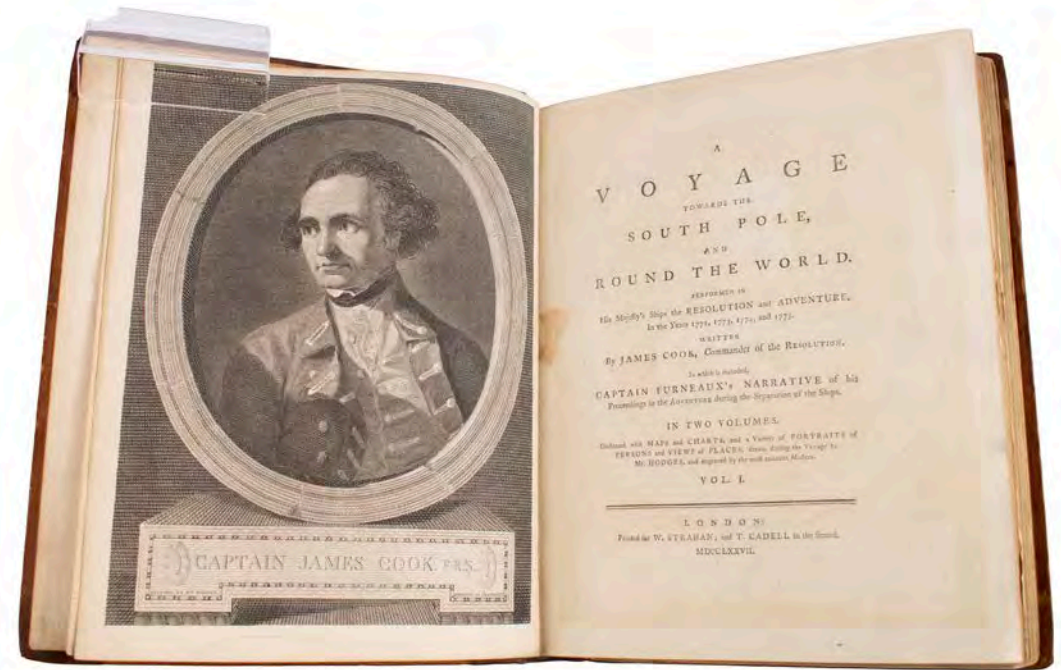 CAPTAIN JAMES COOK, F.R.S.
A
VOYAGE
TOWARDS THE
SOUTH POLE,
AND
ROUND THE WORLD.
PERFORMED IN
His Majesty's Ships the RESOLUTION and ADVENTURE,
In the Years 1772, 1773, 1774, and 1775.
WRITTEN
By JAMES COOK, Commander of the RESOLUTION.
In which is included,
CAPTAIN FURNEAUX's NARRATIVE of his
Proceedings in the ADVENTURE during the Separation of the Ships.
IN TWO VOLUMES.
Illustrated with MAPS and CHARTS, and a Variety of PORTRAITS of
PERSONS and VIEWS of PLACES, drawn during the Voyage by
Mr. HODGES, and engraved by the most eminent Masters.
VOL. I.
LONDON:
Printed for W. STRAHAN; and T. CADELL in the Strand.
MDCCLXXVII.